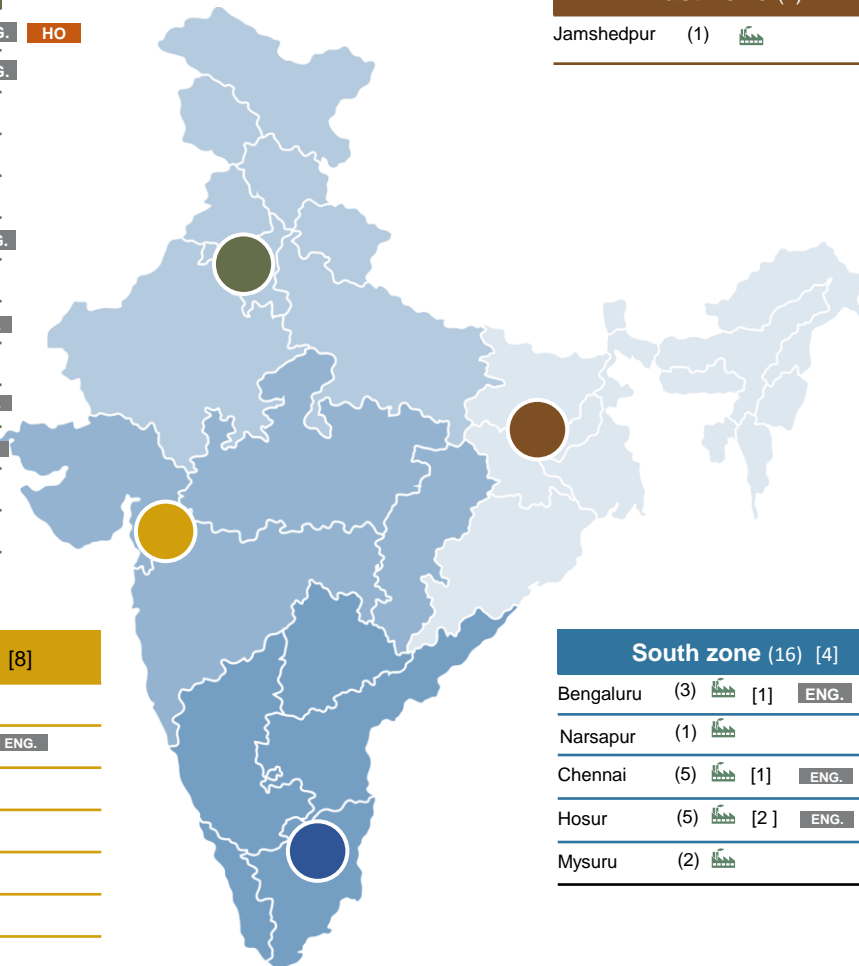 HO
Jamshedpur (1)
[8]
ENG.
South zone (16) [4]
Bengaluru (3) [1] ENG.
Narsapur (1)
Chennai (5) [1] ENG.
Hosur (5) [2 ] ENG.
Mysuru (2)